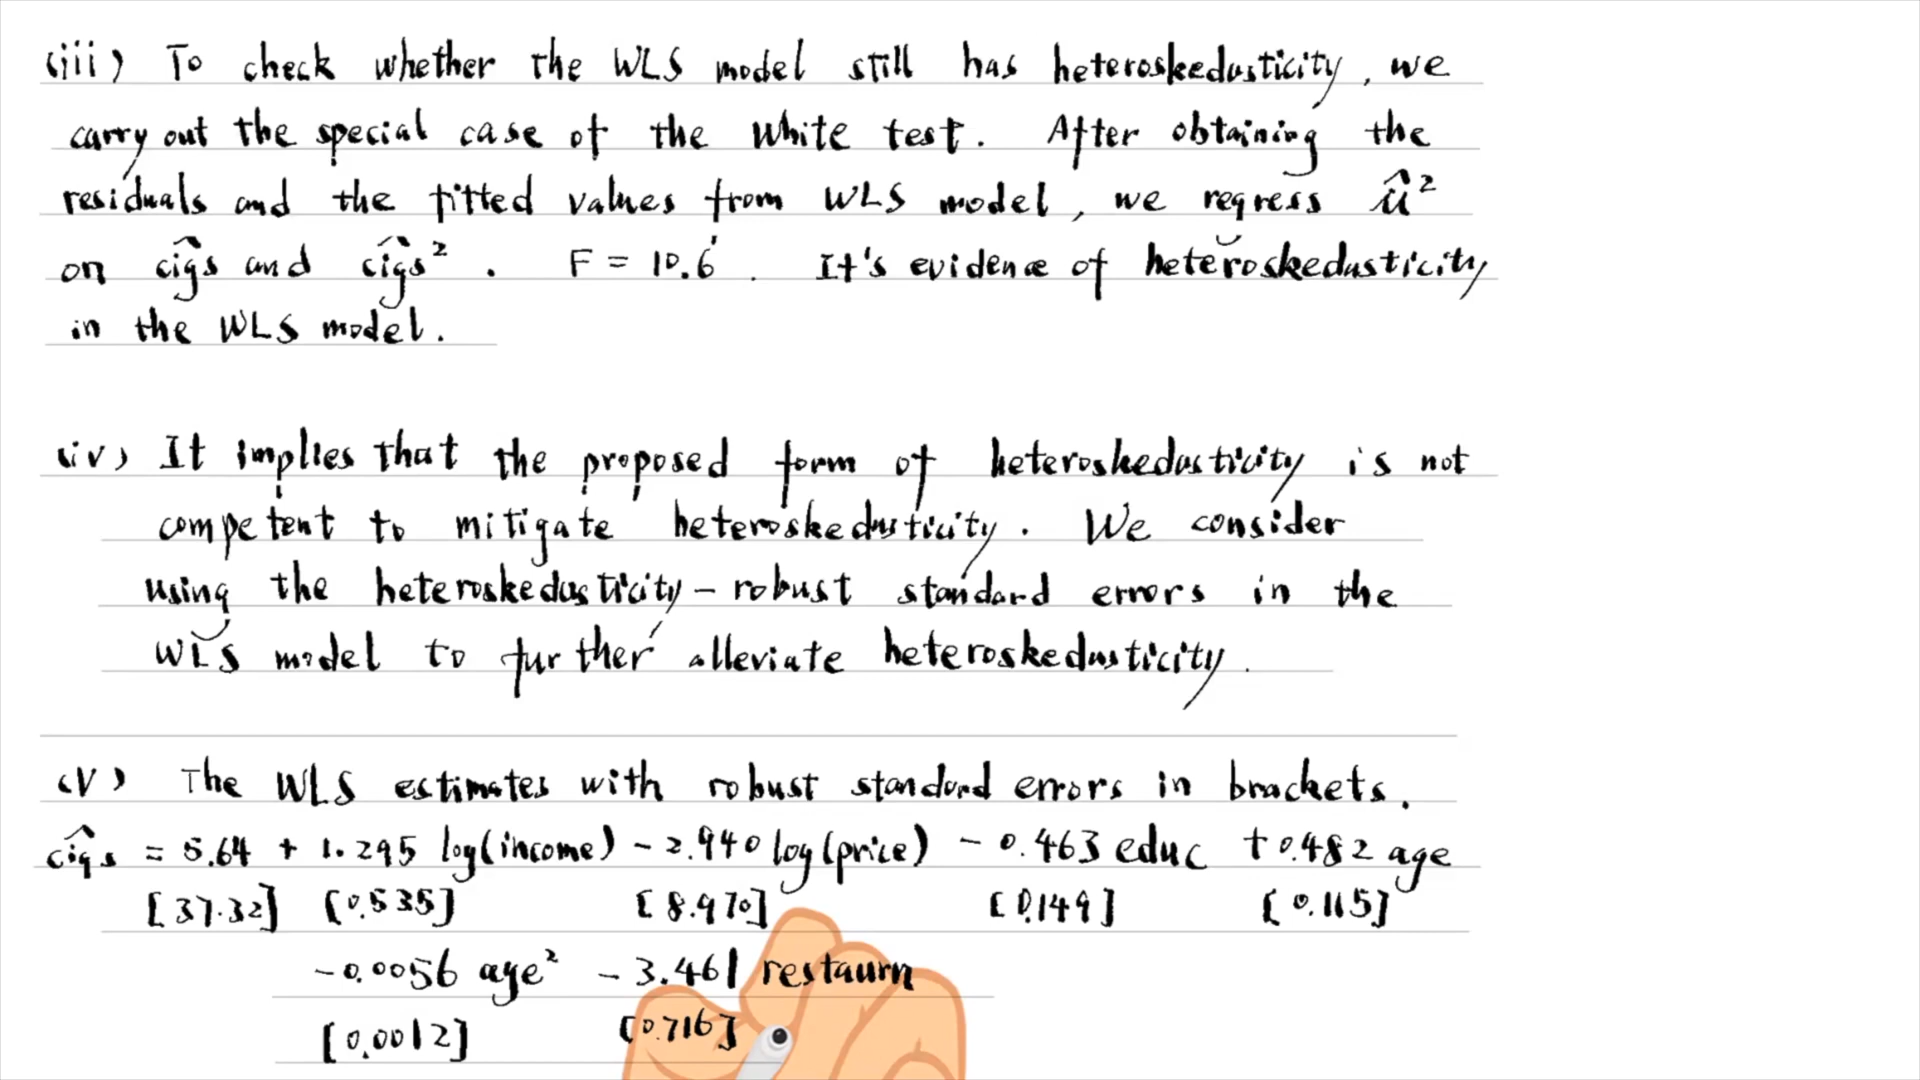 (iii) To check whether the WLS model still has heteroskedasticity, we
carry out the special case of the White test. After obtaining the
residuals and the fitted values from WLS model, we regress û²
on ĉigs and ĉigs². F = 10.6. It's evidence of heteroskedasticity
in the WLS model.
(iv) It implies that the proposed form of heteroskedasticity is not
competent to mitigate heteroskedasticity. We consider
using the heteroskedasticity-robust standard errors in the
WLS model to further alleviate heteroskedasticity.
(V) The WLS estimates with robust standard errors in brackets.
ĉigs = 5.64 + 1.295 log(income) - 2.940 log(price) - 0.463 educ + 0.482 age
[37.32] [0.535] [8.970] [0.149] [0.115]
-0.0056 age² - 3.461 restaurn
[0.0012] [0.716]